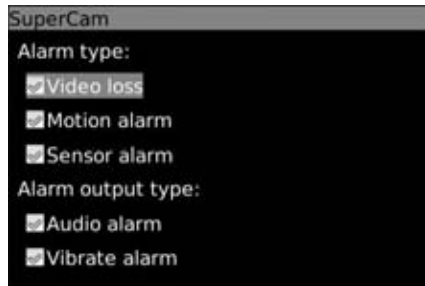 SuperCam
Alarm type:
Video loss
Motion alarm
Sensor alarm
Alarm output type:
Audio alarm
Vibrate alarm